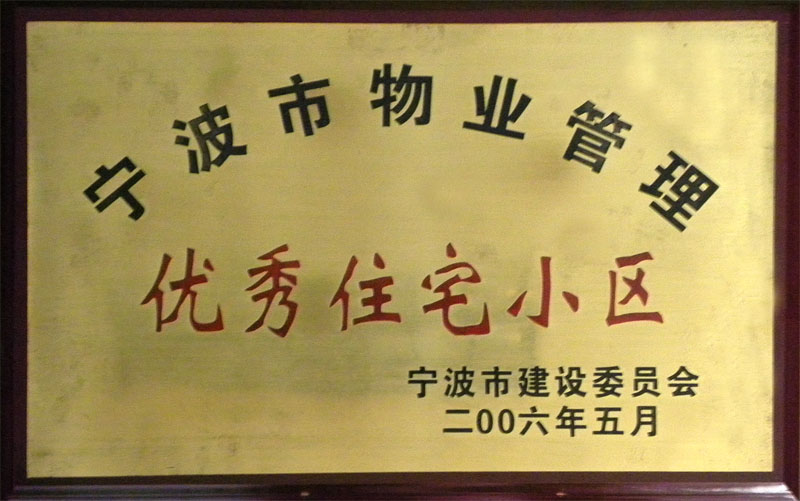 宁波市物业管理
优秀住宅小区
宁波市建设委员会
二00六年五月